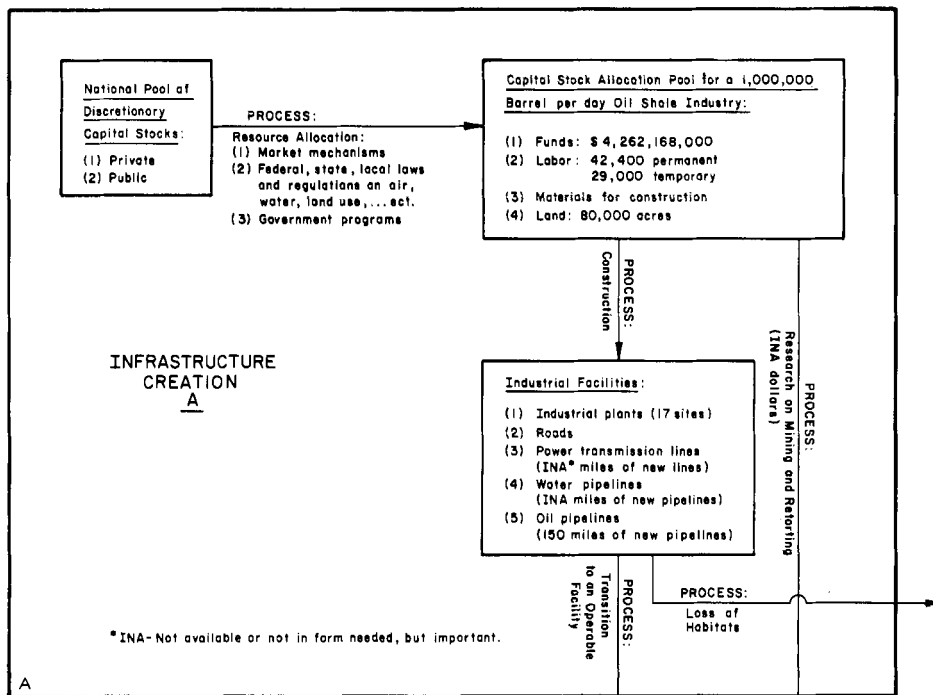 National Pool of
Discretionary
Capital Stocks:
(1) Private
(2) Public
PROCESS:
Resource Allocation:
(1) Market mechanisms
(2) Federal, state, local laws
and regulations an air,
water, land use,... ect.
(3) Government programs
Capital Stock Allocation Pool for a 1,000,000
Barrel per day Oil Shale Industry:
(1) Funds: $4,262,168,000
(2) Labor: 42,400 permanent
29,000 temporary
(3) Materials for construction
(4) Land: 80,000 acres
PROCESS:
Construction
PROCESS:
Research on Mining and Retorting
(INA dollars)
INFRASTRUCTURE
CREATION
A
Industrial Facilities:
(1) Industrial plants (17 sites)
(2) Roads
(3) Power transmission lines
(INA* miles of new lines)
(4) Water pipelines
(INA miles of new pipelines)
(5) Oil pipelines
(150 miles of new pipelines)
PROCESS:
Transition
to an Operable
Facility
PROCESS:
Loss of
Habitats
*INA-Not available or not in form needed, but important.
A